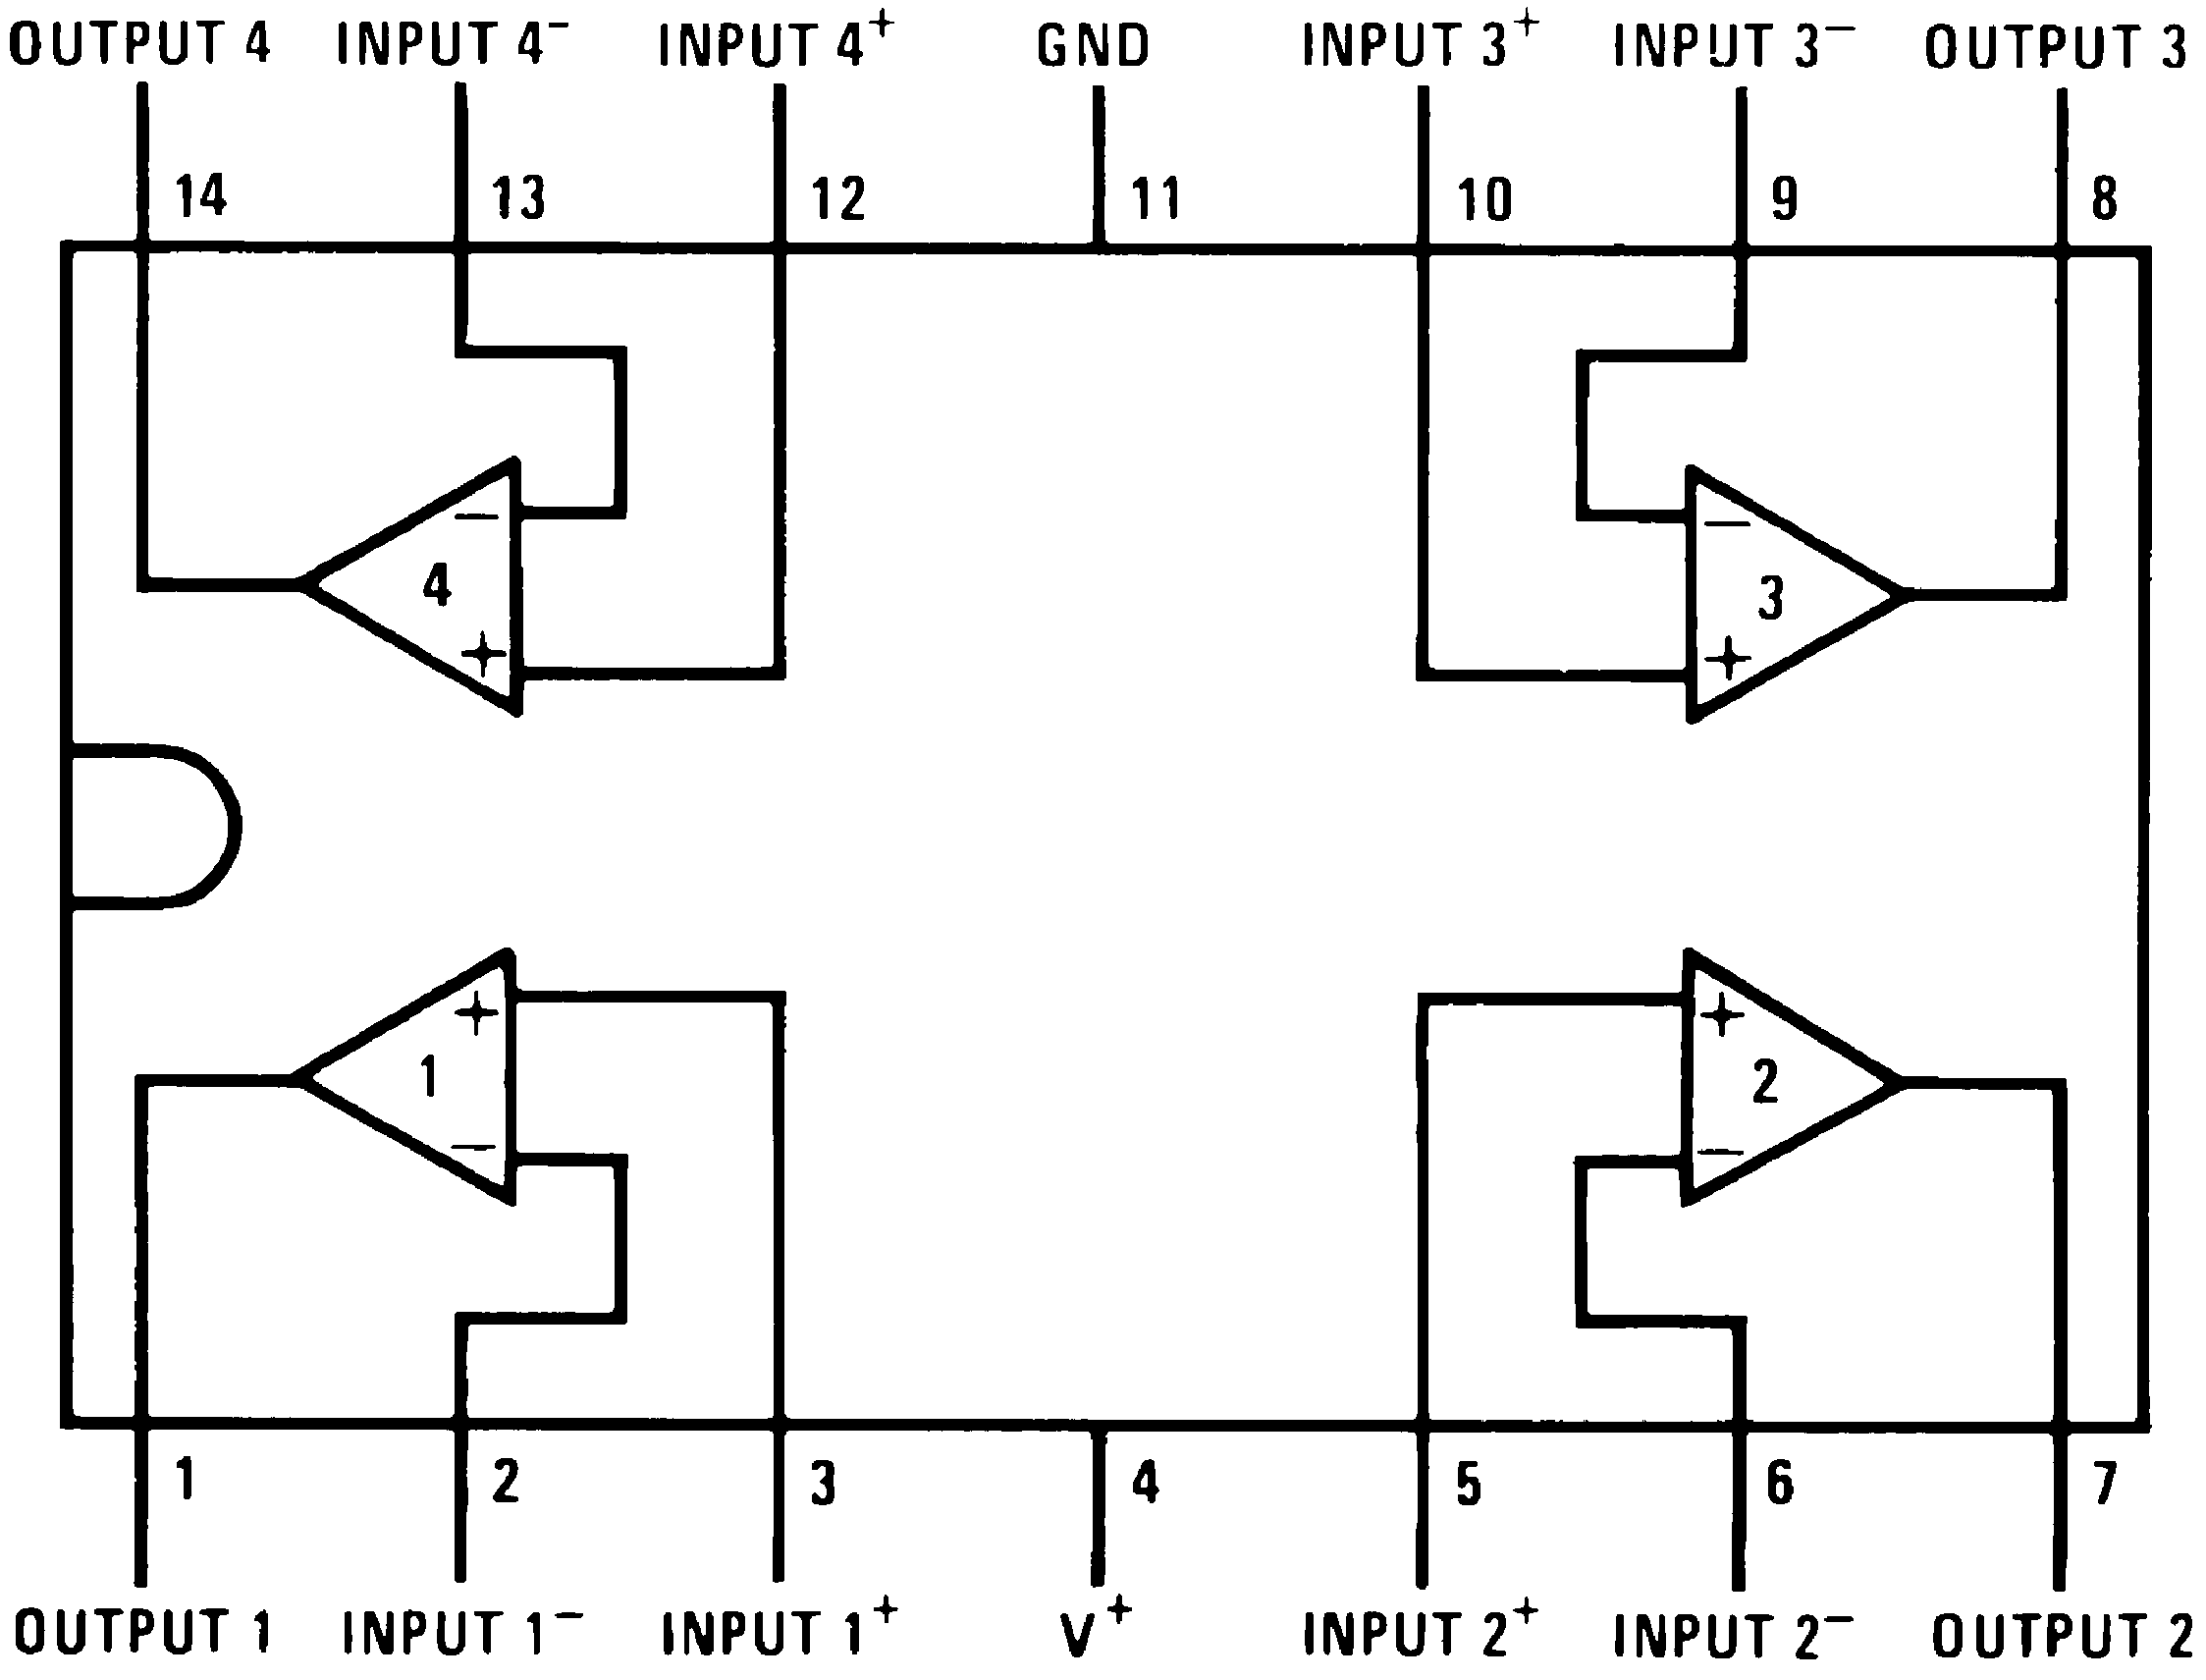 OUTPUT 4 INPUT 4⁻ INPUT 4⁺ GND INPUT 3⁺ INPUT 3⁻ OUTPUT 3
14 13 12 11 10 9 8
− −
4 3
+ +
+ +
1 2
− −
1 2 3 4 5 6 7
OUTPUT 1 INPUT 1⁻ INPUT 1⁺ V⁺ INPUT 2⁺ INPUT 2⁻ OUTPUT 2